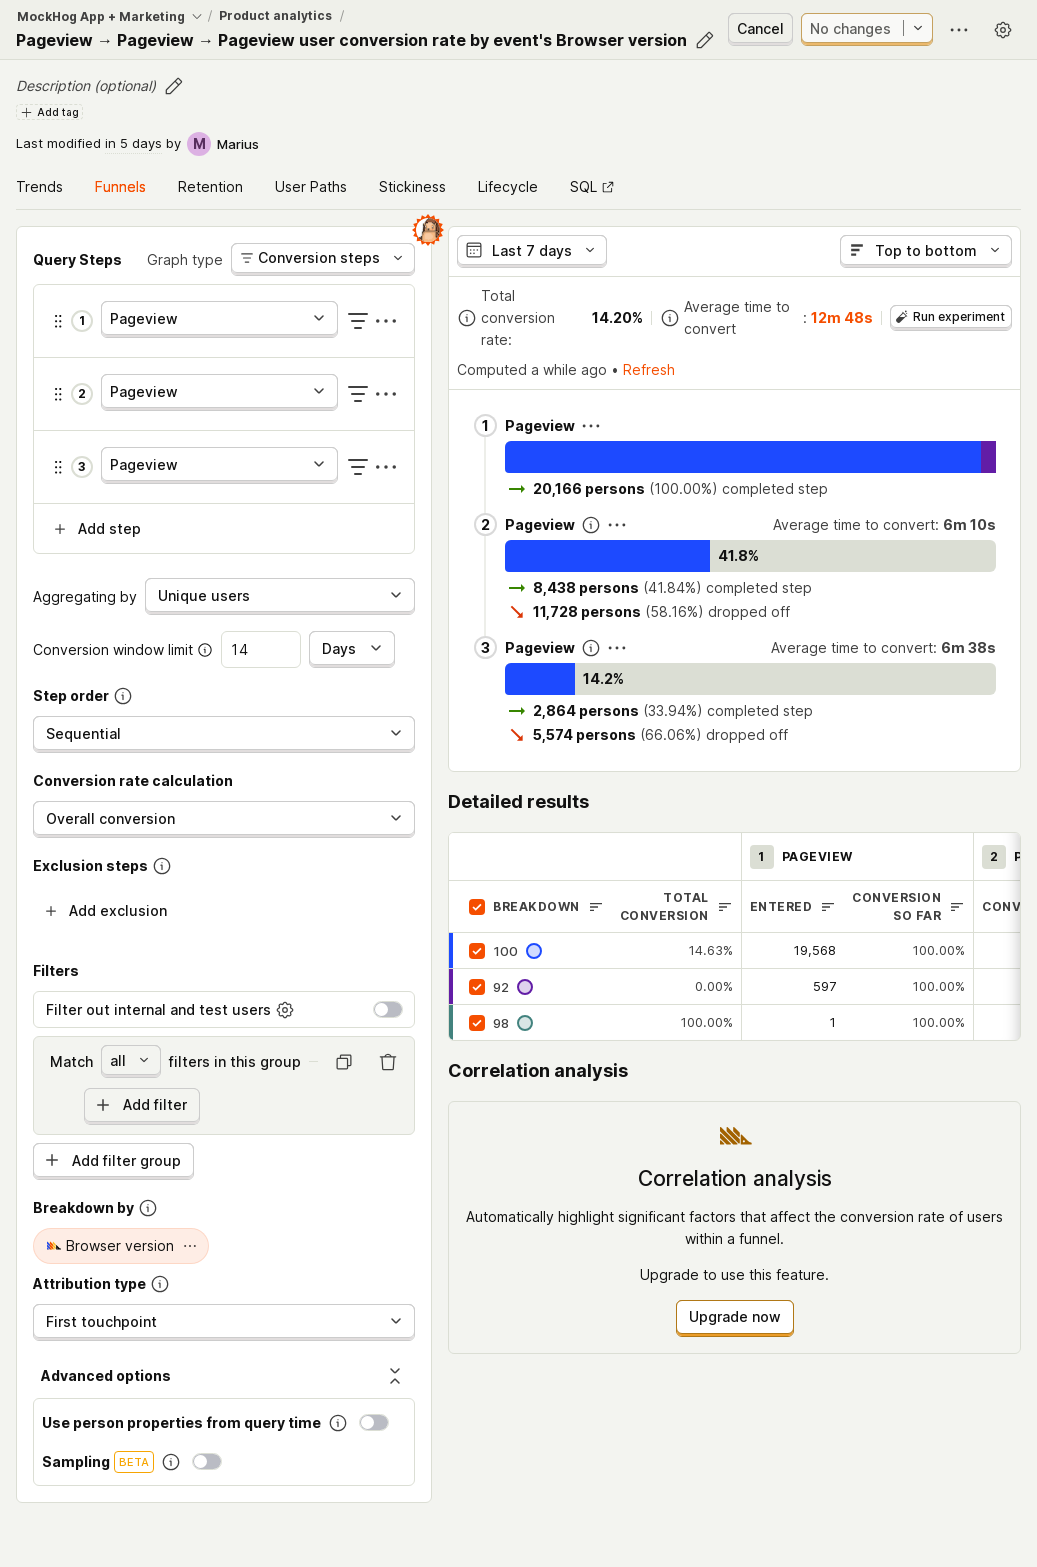 MockHog App + Marketing / Product analytics /
Pageview → Pageview → Pageview user conversion rate by event's Browser version
Cancel
No changes
Description (optional)
Add tag
Last modified in 5 days by M Marius
Trends Funnels Retention User Paths Stickiness Lifecycle SQL
Query Steps Graph type Conversion steps
1 Pageview
2 Pageview
3 Pageview
Add step
Aggregating by Unique users
Conversion window limit 14 Days
Step order
Sequential
Conversion rate calculation
Overall conversion
Exclusion steps
Add exclusion
Filters
Filter out internal and test users
Match all filters in this group
Add filter
Add filter group
Breakdown by
Browser version
Attribution type
First touchpoint
Advanced options
Use person properties from query time
Sampling BETA
Last 7 days Top to bottom
Total conversion rate: 14.20%
Average time to convert : 12m 48s
Run experiment
Computed a while ago • Refresh
1 Pageview
20,166 persons (100.00%) completed step
2 Pageview Average time to convert: 6m 10s
41.8%
8,438 persons (41.84%) completed step
11,728 persons (58.16%) dropped off
3 Pageview Average time to convert: 6m 38s
14.2%
2,864 persons (33.94%) completed step
5,574 persons (66.06%) dropped off
Detailed results
1 PAGEVIEW 2 P
BREAKDOWN TOTAL CONVERSION ENTERED CONVERSION SO FAR CONV
100 14.63% 19,568 100.00%
92 0.00% 597 100.00%
98 100.00% 1 100.00%
Correlation analysis
Correlation analysis
Automatically highlight significant factors that affect the conversion rate of users
within a funnel.
Upgrade to use this feature.
Upgrade now